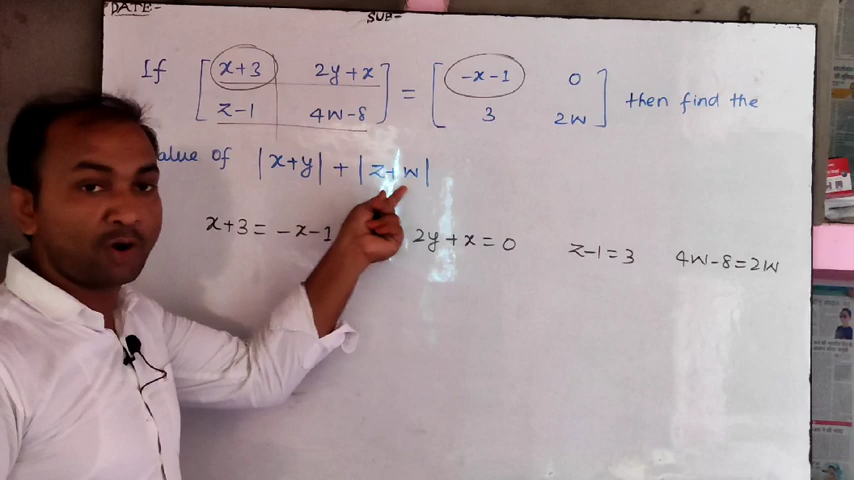 DATE-
SUB-
If [ x+3 2y+x ] = [ -x-1 0 ] then find the
[ z-1 4w-8 ] [ 3 2w ]
alue of |x+y| + |z+w|
x+3 = -x-1 2y+x = 0 z-1 = 3 4w-8 = 2w